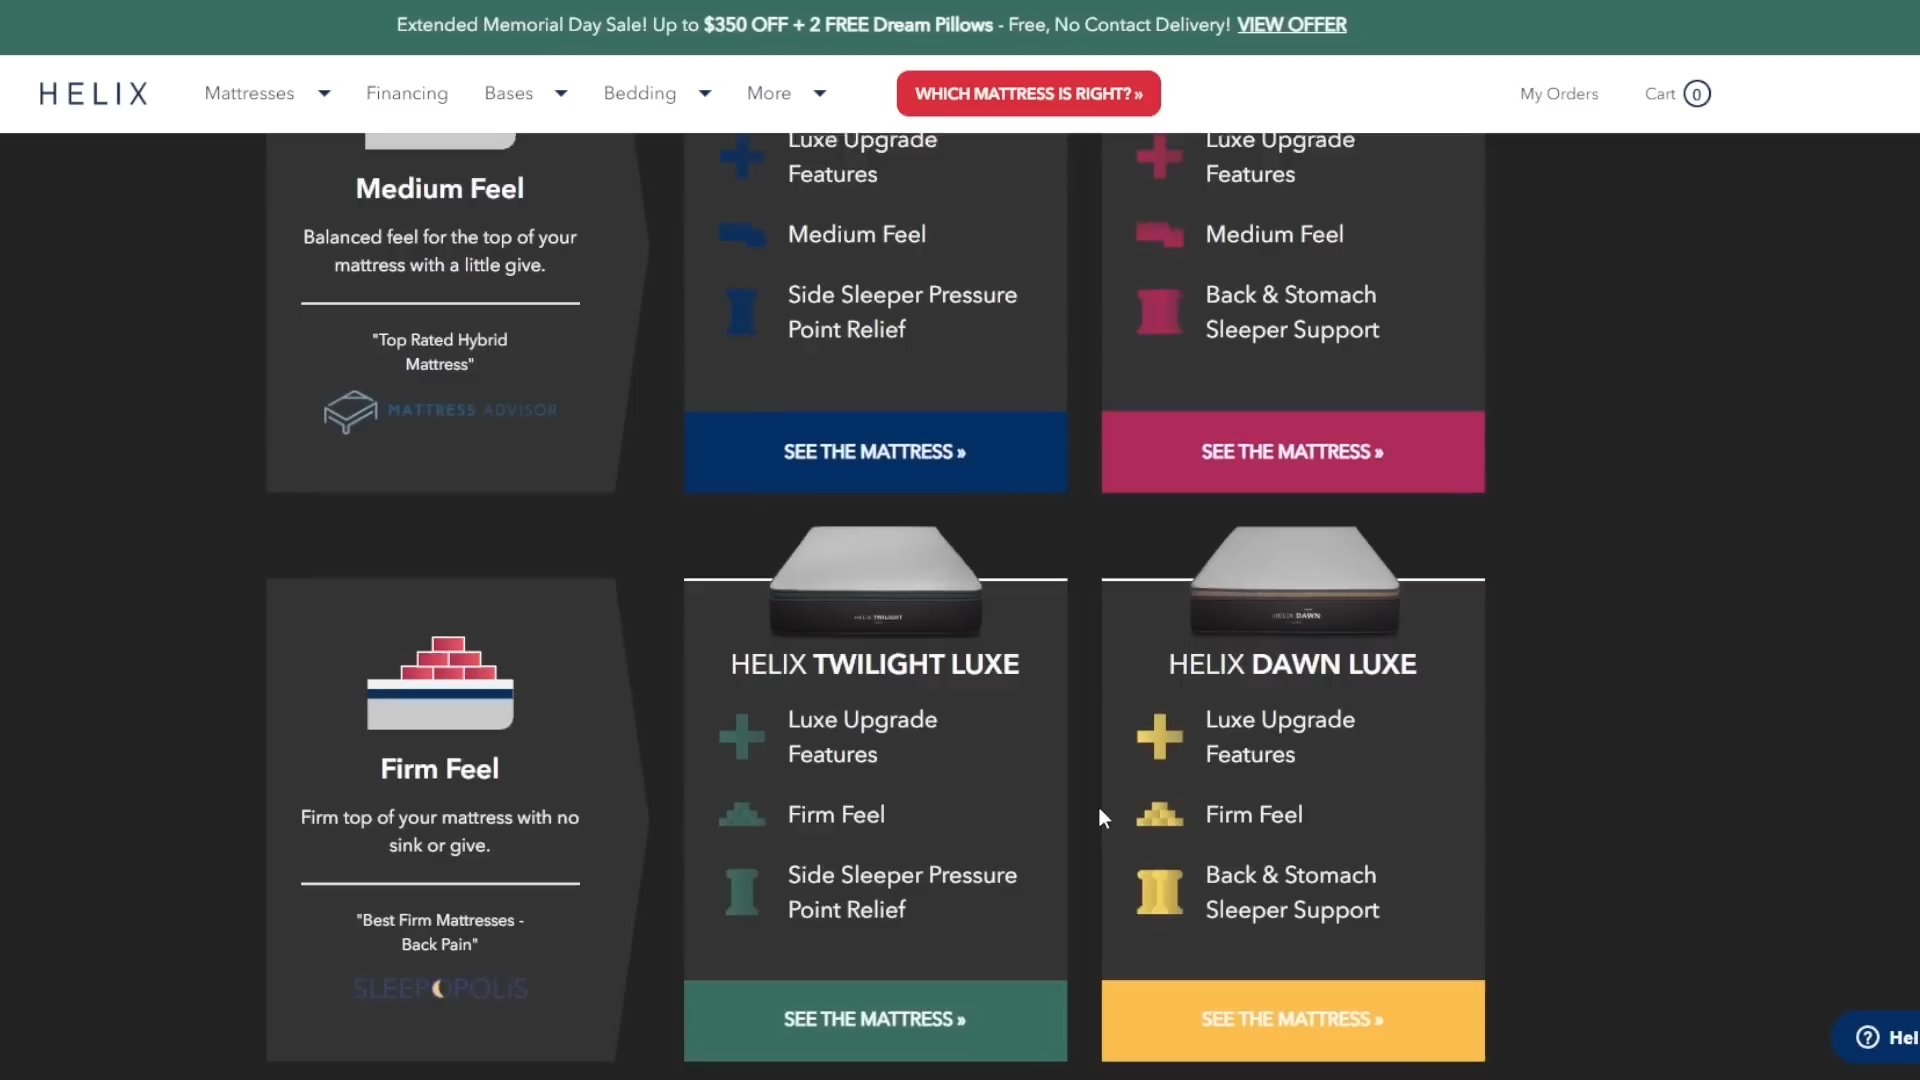 Extended Memorial Day Sale! Up to $350 OFF + 2 FREE Dream Pillows - Free, No Contact Delivery! VIEW OFFER
HELIX
Mattresses
Financing
Bases
Bedding
More
WHICH MATTRESS IS RIGHT? »
My Orders
Cart 0
Medium Feel
Balanced feel for the top of your
mattress with a little give.
"Top Rated Hybrid
Mattress"
MATTRESS ADVISOR
Luxe Upgrade
Features
Medium Feel
Side Sleeper Pressure
Point Relief
SEE THE MATTRESS »
Luxe Upgrade
Features
Medium Feel
Back & Stomach
Sleeper Support
SEE THE MATTRESS »
Firm Feel
Firm top of your mattress with no
sink or give.
"Best Firm Mattresses -
Back Pain"
SLEEPOPOLIS
HELIX TWILIGHT
HELIX TWILIGHT LUXE
Luxe Upgrade
Features
Firm Feel
Side Sleeper Pressure
Point Relief
SEE THE MATTRESS »
HELIX DAWN
HELIX DAWN LUXE
Luxe Upgrade
Features
Firm Feel
Back & Stomach
Sleeper Support
SEE THE MATTRESS »
? Hel